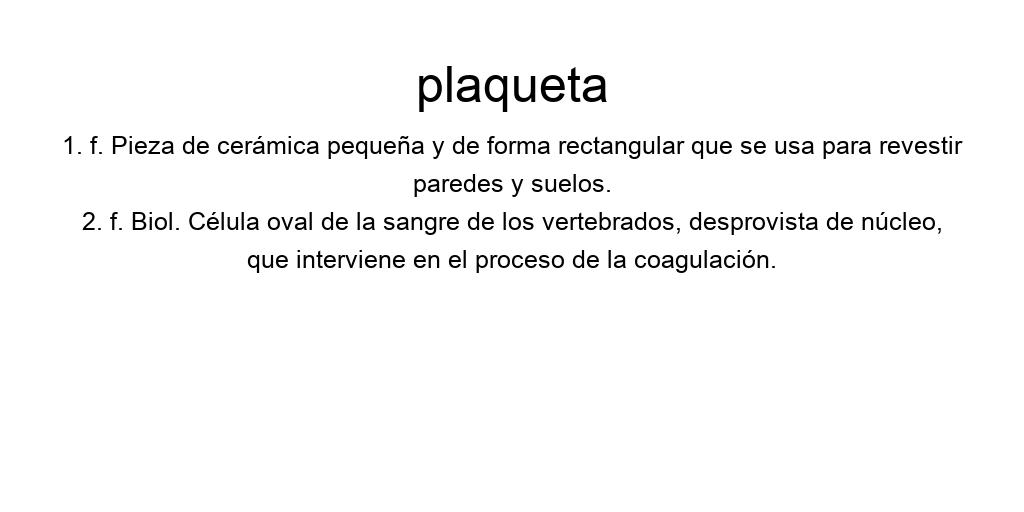 plaqueta
1. f. Pieza de cerámica pequeña y de forma rectangular que se usa para revestir
paredes y suelos.
2. f. Biol. Célula oval de la sangre de los vertebrados, desprovista de núcleo,
que interviene en el proceso de la coagulación.